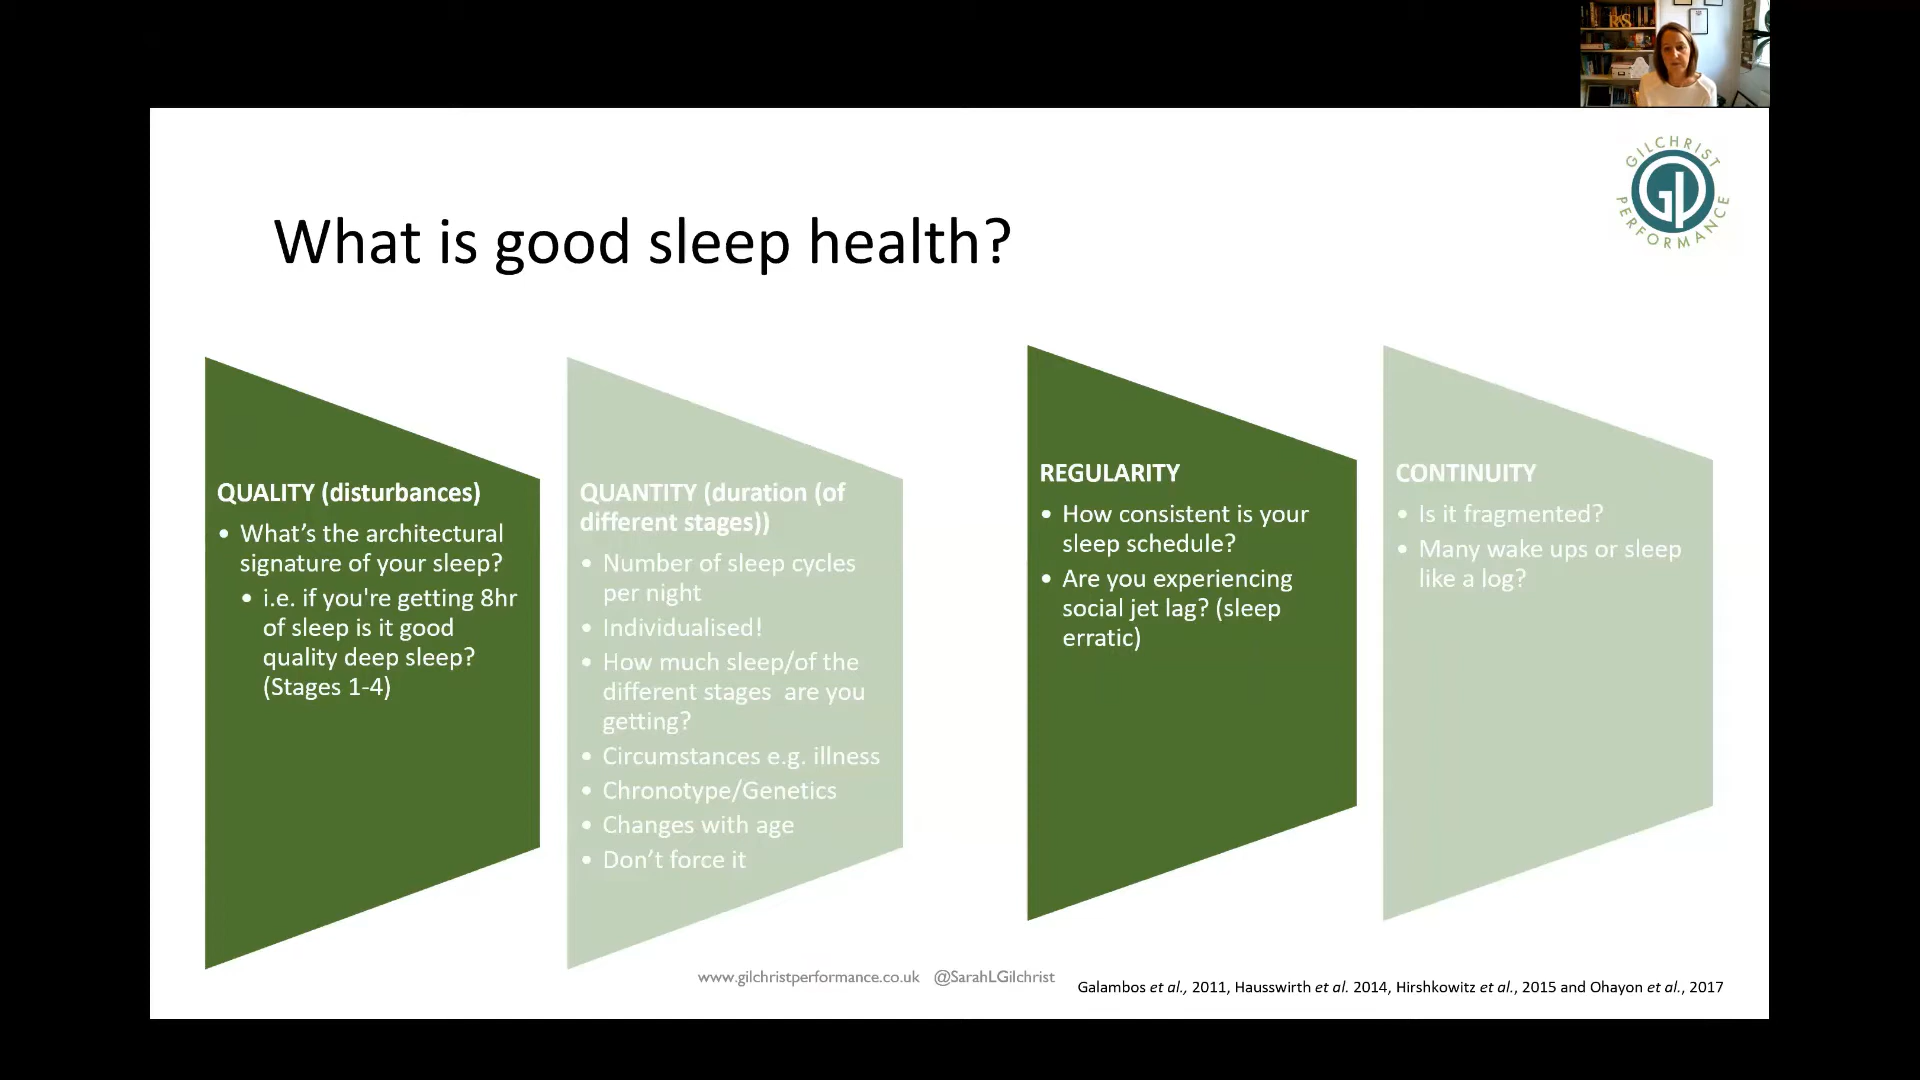 R&S
GILCHRIST
PERFORMANCE
What is good sleep health?
QUALITY (disturbances)
• What’s the architectural
signature of your sleep?
• i.e. if you're getting 8hr
of sleep is it good
quality deep sleep?
(Stages 1-4)
QUANTITY (duration (of
different stages))
• Number of sleep cycles
per night
• Individualised!
• How much sleep/of the
different stages  are you
getting?
• Circumstances e.g. illness
• Chronotype/Genetics
• Changes with age
• Don’t force it
REGULARITY
• How consistent is your
sleep schedule?
• Are you experiencing
social jet lag? (sleep
erratic)
CONTINUITY
• Is it fragmented?
• Many wake ups or sleep
like a log?
www.gilchristperformance.co.uk @SarahLGilchrist
Galambos et al., 2011, Hausswirth et al. 2014, Hirshkowitz et al., 2015 and Ohayon et al., 2017